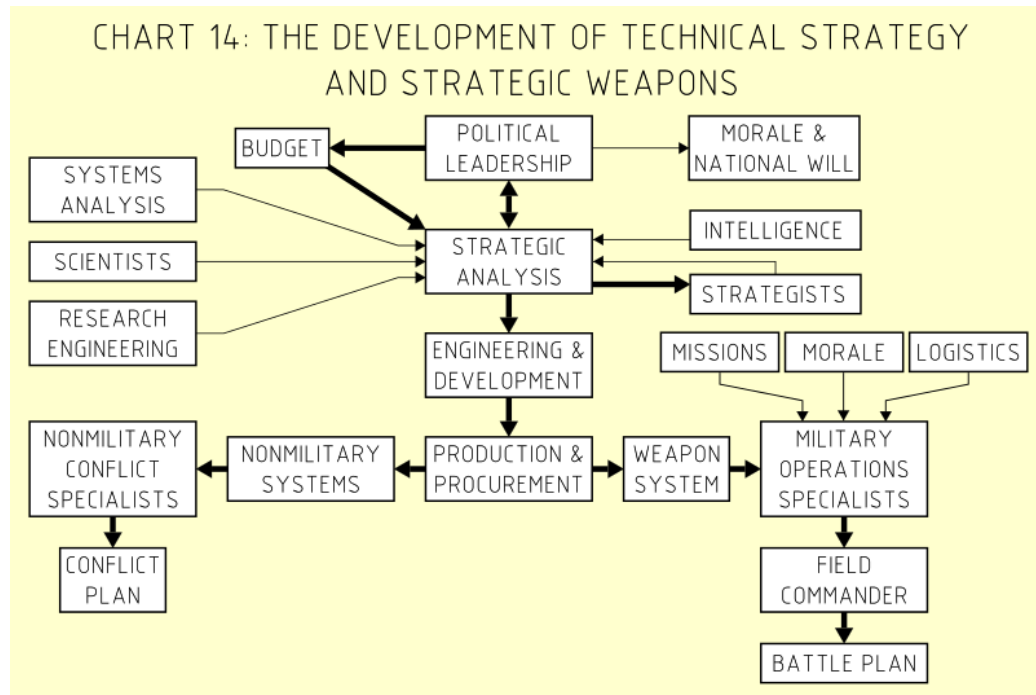 CHART 14: THE DEVELOPMENT OF TECHNICAL STRATEGY
AND STRATEGIC WEAPONS
BUDGET
POLITICAL
LEADERSHIP
MORALE &
NATIONAL WILL
SYSTEMS
ANALYSIS
SCIENTISTS
RESEARCH
ENGINEERING
STRATEGIC
ANALYSIS
INTELLIGENCE
STRATEGISTS
ENGINEERING &
DEVELOPMENT
MISSIONS
MORALE
LOGISTICS
NONMILITARY
CONFLICT
SPECIALISTS
NONMILITARY
SYSTEMS
PRODUCTION &
PROCUREMENT
WEAPON
SYSTEM
MILITARY
OPERATIONS
SPECIALISTS
CONFLICT
PLAN
FIELD
COMMANDER
BATTLE PLAN